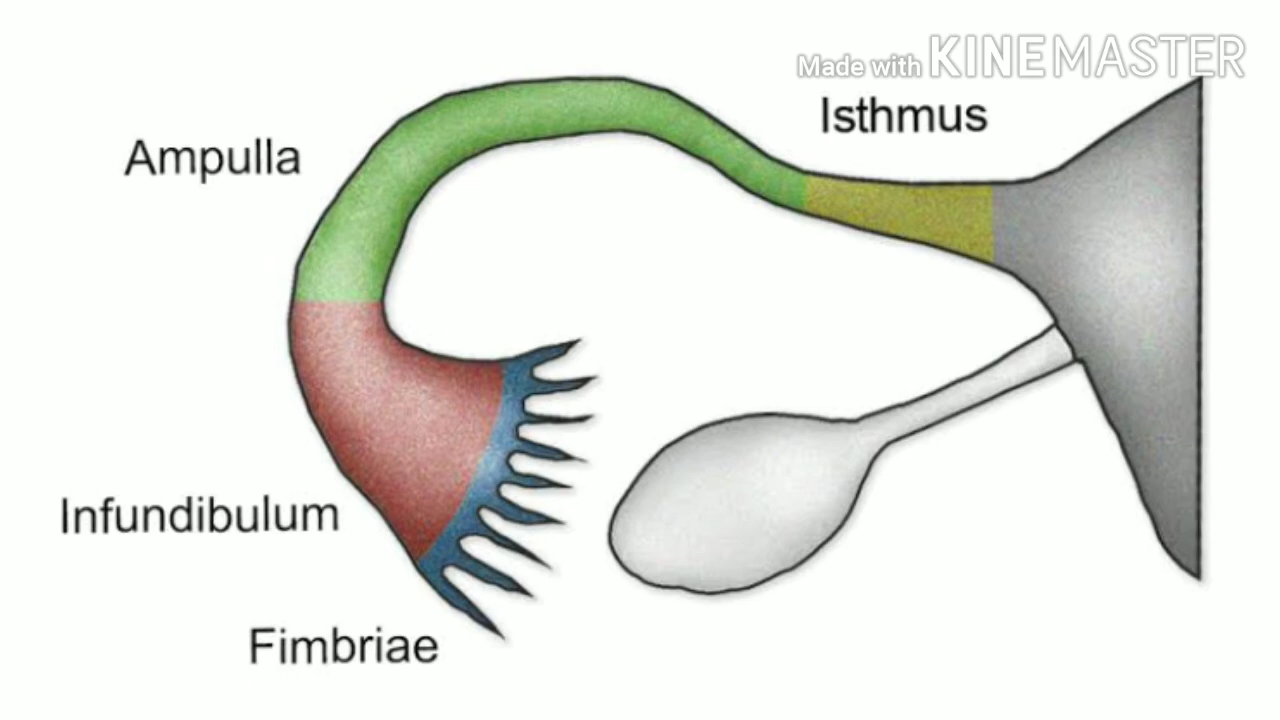 Made with KINEMASTER
Isthmus
Ampulla
Infundibulum
Fimbriae